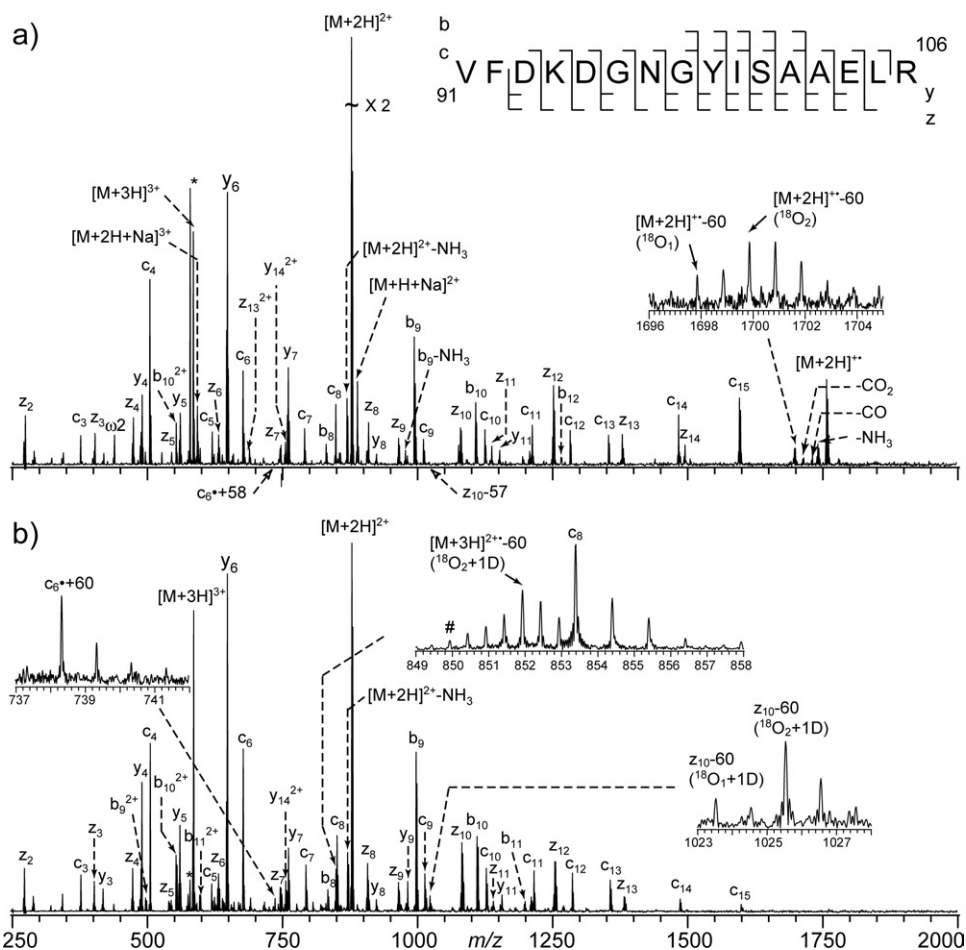 a)
[M+2H]²⁺
~ X 2
b
c
V F D K D G N G Y I S A A E L R
91
106
y
z
[M+3H]³⁺
[M+2H+Na]³⁺
*
y₆
[M+2H]²⁺-NH₃
[M+H+Na]²⁺
[M+2H]⁺•-60
(¹⁸O₁)
[M+2H]⁺•-60
(¹⁸O₂)
1696 1698 1700 1702 1704
[M+2H]⁺•
-CO₂
-CO
-NH₃
z₂ c₃ z₃ ω2 z₄ y₄ c₄ b₁₀²⁺ z₅ y₅ c₅ z₆ c₆ z₁₃²⁺ y₁₄²⁺ z₇ y₇ c₇ b₈ c₈ z₈ y₈ z₉ b₉ b₉-NH₃ c₉ z₁₀ b₁₀ c₁₀ z₁₁ y₁₁ c₁₁ z₁₂ b₁₂ c₁₂ c₁₃ z₁₃ c₁₄ z₁₄ c₁₅
c₆•+58
z₁₀-57
b)
[M+2H]²⁺
y₆
c₆•+60
[M+3H]³⁺
737 739 741
[M+3H]²⁺•-60
(¹⁸O₂+1D)
c₈
#
849 850 851 852 853 854 855 856 857 858
[M+2H]²⁺-NH₃
z₁₀-60
(¹⁸O₂+1D)
z₁₀-60
(¹⁸O₁+1D)
1023 1025 1027
z₂ c₃ z₃ y₃ z₄ y₄ b₉²⁺ c₄ b₁₀²⁺ z₅ y₅ * b₁₁²⁺ c₅ z₆ c₆ z₇ y₁₄²⁺ y₇ c₇ b₈ c₈ z₈ y₈ z₉ y₉ b₉ c₉ z₁₀ b₁₀ c₁₀ z₁₁ y₁₁ b₁₁ c₁₁ z₁₂ c₁₂ c₁₃ z₁₃ c₁₄ c₁₅
250 500 750 1000 m/z 1250 1500 1750 2000